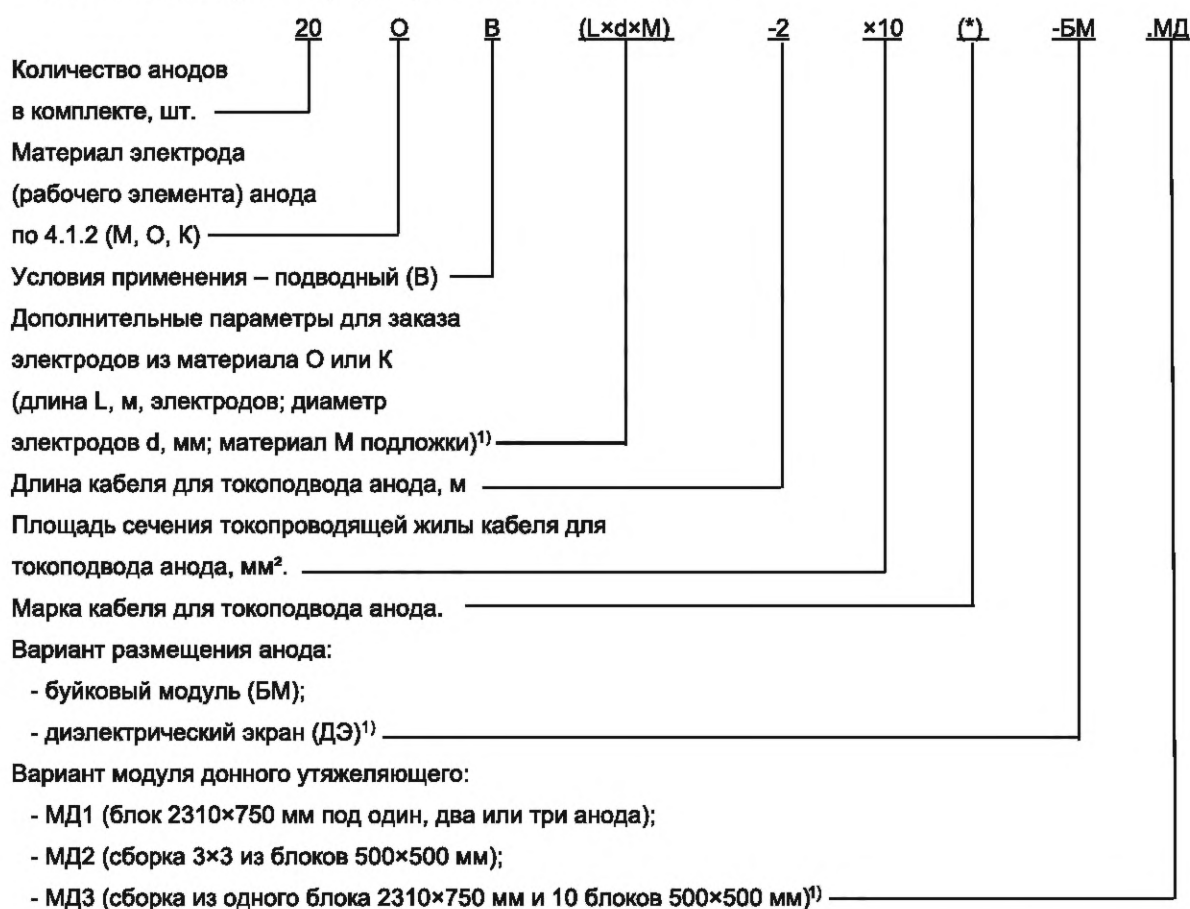 20 О В (L×d×M) -2 ×10 (*) -БМ .МД
Количество анодов
в комплекте, шт.
Материал электрода
(рабочего элемента) анода
по 4.1.2 (М, О, К)
Условия применения – подводный (В)
Дополнительные параметры для заказа
электродов из материала О или К
(длина L, м, электродов; диаметр
электродов d, мм; материал М подложки)¹⁾
Длина кабеля для токоподвода анода, м
Площадь сечения токопроводящей жилы кабеля для
токоподвода анода, мм².
Марка кабеля для токоподвода анода.
Вариант размещения анода:
- буйковый модуль (БМ);
- диэлектрический экран (ДЭ)¹⁾
Вариант модуля донного утяжеляющего:
- МД1 (блок 2310×750 мм под один, два или три анода);
- МД2 (сборка 3×3 из блоков 500×500 мм);
- МД3 (сборка из одного блока 2310×750 мм и 10 блоков 500×500 мм)¹⁾